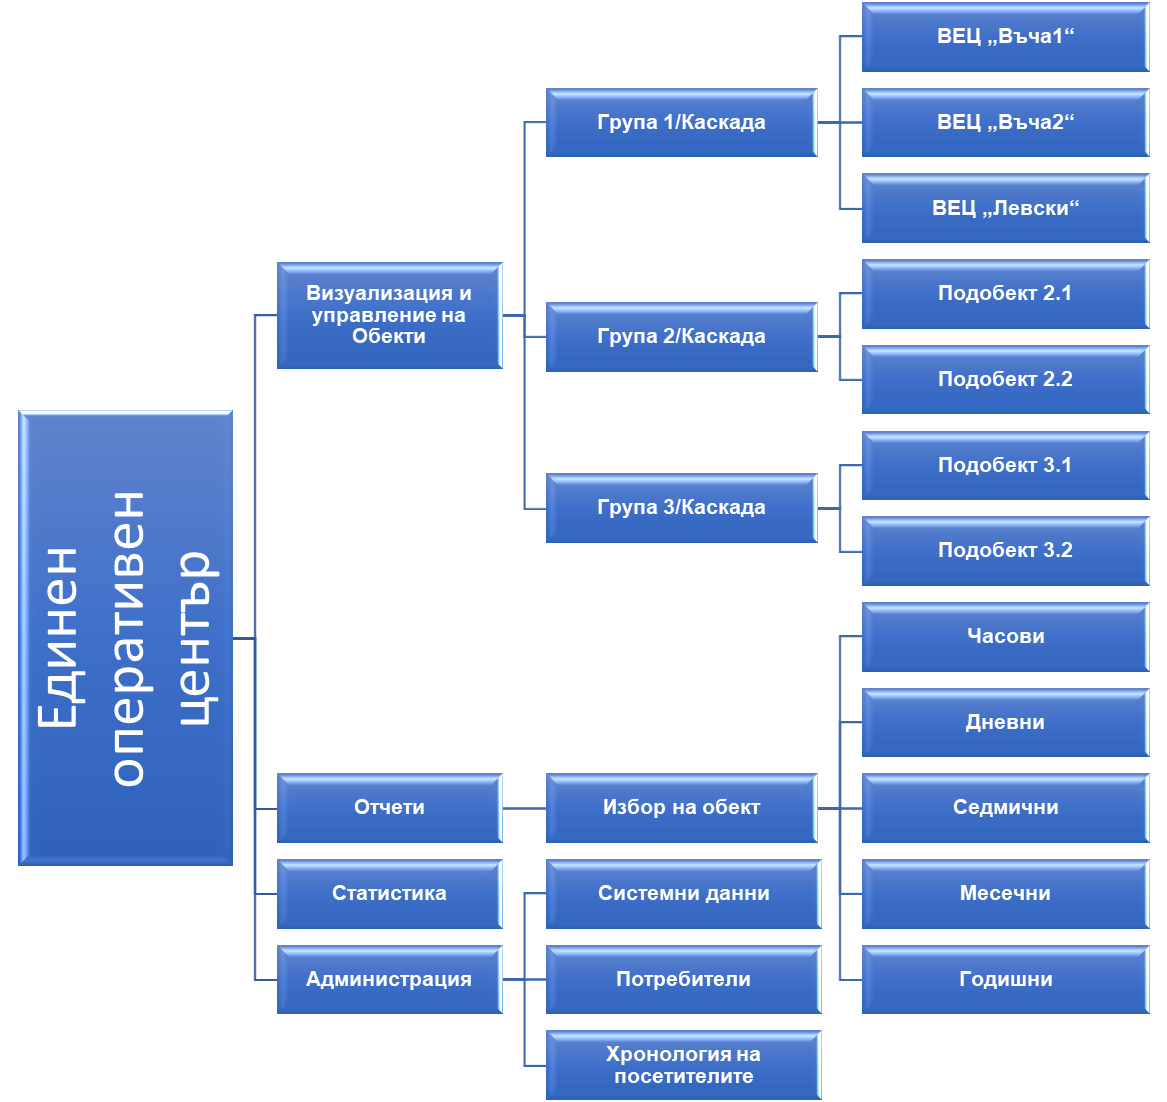 Единен
оперативен
център
Визуализация и
управление на
Обекти
Група 1/Каскада
ВЕЦ „Въча1“
ВЕЦ „Въча2“
ВЕЦ „Левски“
Група 2/Каскада
Подобект 2.1
Подобект 2.2
Група 3/Каскада
Подобект 3.1
Подобект 3.2
Отчети
Избор на обект
Часови
Дневни
Седмични
Месечни
Годишни
Статистика
Администрация
Системни данни
Потребители
Хронология на
посетителите